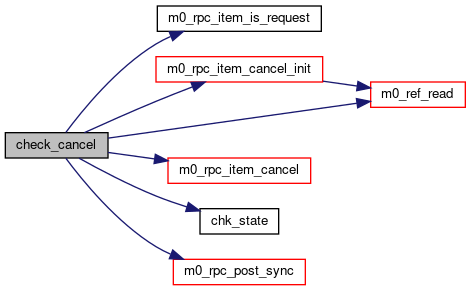 m0_rpc_item_is_request
m0_rpc_item_cancel_init
m0_ref_read
check_cancel
m0_rpc_item_cancel
chk_state
m0_rpc_post_sync